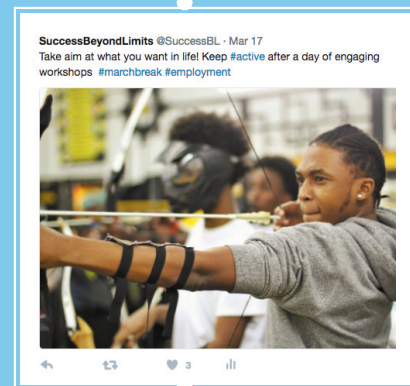 SuccessBeyondLimits @SuccessBL · Mar 17
Take aim at what you want in life! Keep #active after a day of engaging
workshops #marchbreak #employment
3